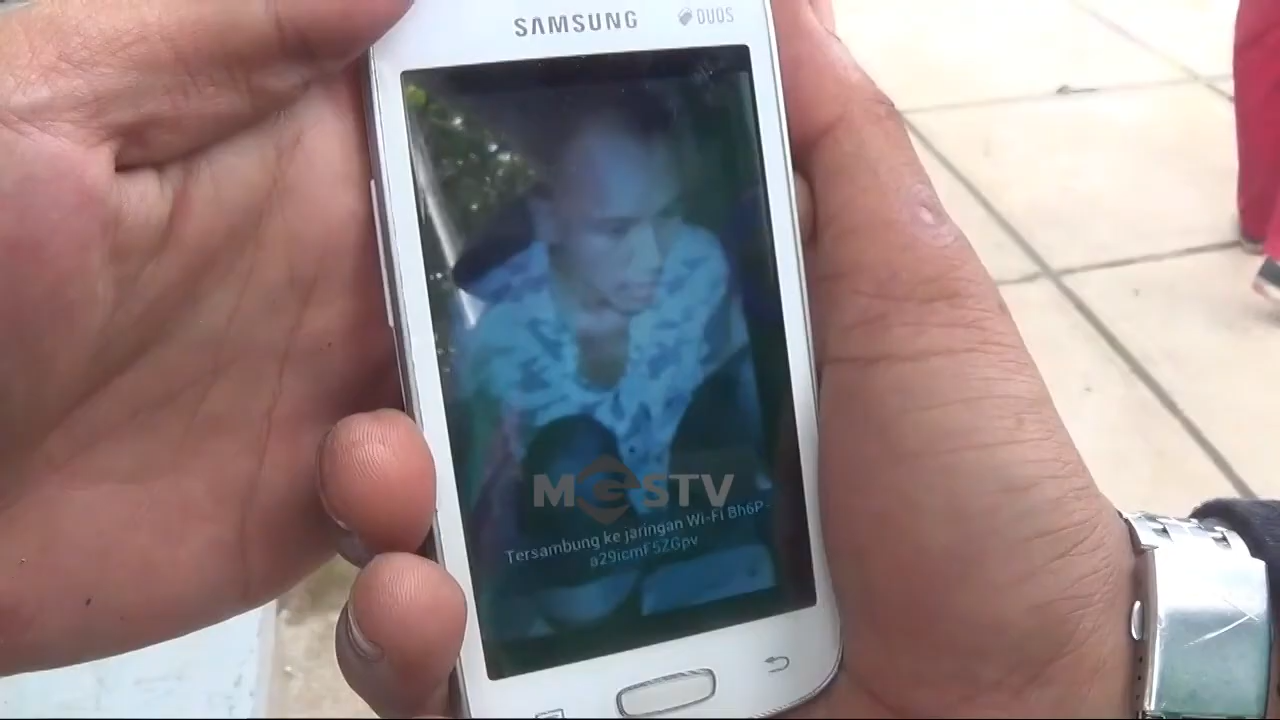 SAMSUNG
DUOS
MGSTV
Tersambung ke jaringan Wi-Fi Bh6P-
a29icmF5ZGpv